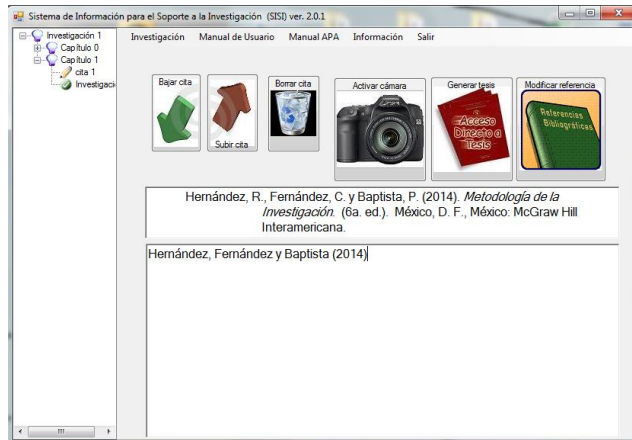 Sistema de Información para el Soporte a la Investigación (SISI) ver. 2.0.1
Investigación Manual de Usuario Manual APA Información Salir
Investigación 1
Capítulo 0
Capítulo 1
cita 1
Investigaci
Bajar cita
Subir cita
Borrar cita
Activar cámara
Generar tesis
Acceso
Directo a
Tesis
Modificar referencia
Referencias
Bibliográficas
Hernández, R., Fernández, C. y Baptista, P. (2014). Metodología de la
Investigación. (6a. ed.). México, D. F., México: McGraw Hill
Interamericana.
Hernández, Fernández y Baptista (2014)